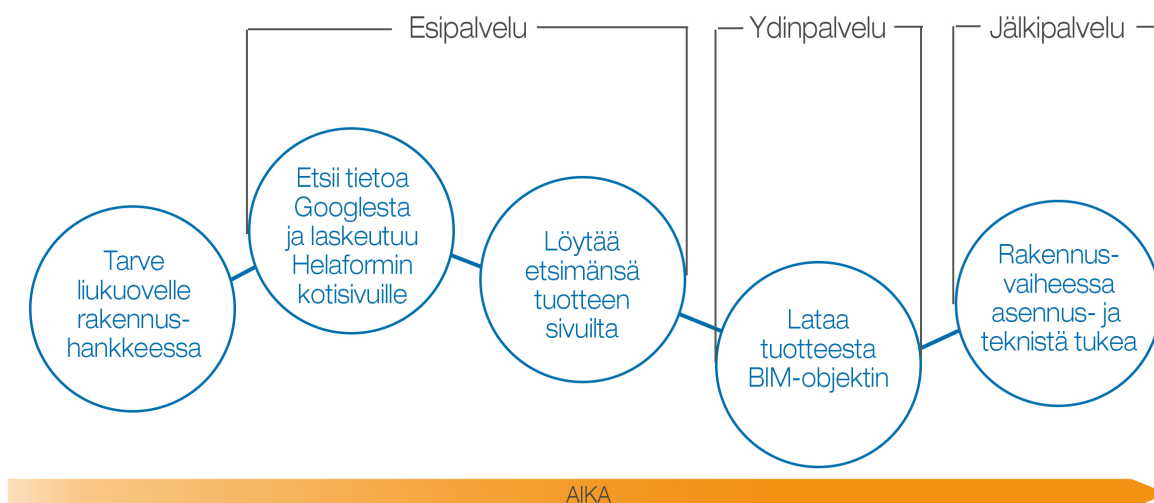 Esipalvelu
Ydinpalvelu
Jälkipalvelu
Tarve
liukuovelle
rakennus-
hankkeessa
Etsii tietoa
Googlesta
ja laskeutuu
Helaformin
kotisivuille
Löytää
etsimänsä
tuotteen
sivuilta
Lataa
tuotteesta
BIM-objektin
Rakennus-
vaiheessa
asennus- ja
teknistä tukea
AIKA